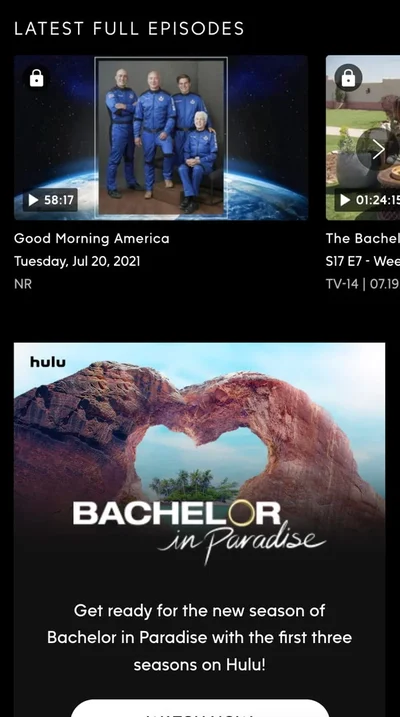 LATEST FULL EPISODES
58:17
01:24:15
Good Morning America
Tuesday, Jul 20, 2021
NR
The Bachel
S17 E7 - Wee
TV-14 | 07.19
hulu
BACHELOR
in Paradise
Get ready for the new season of
Bachelor in Paradise with the first three
seasons on Hulu!